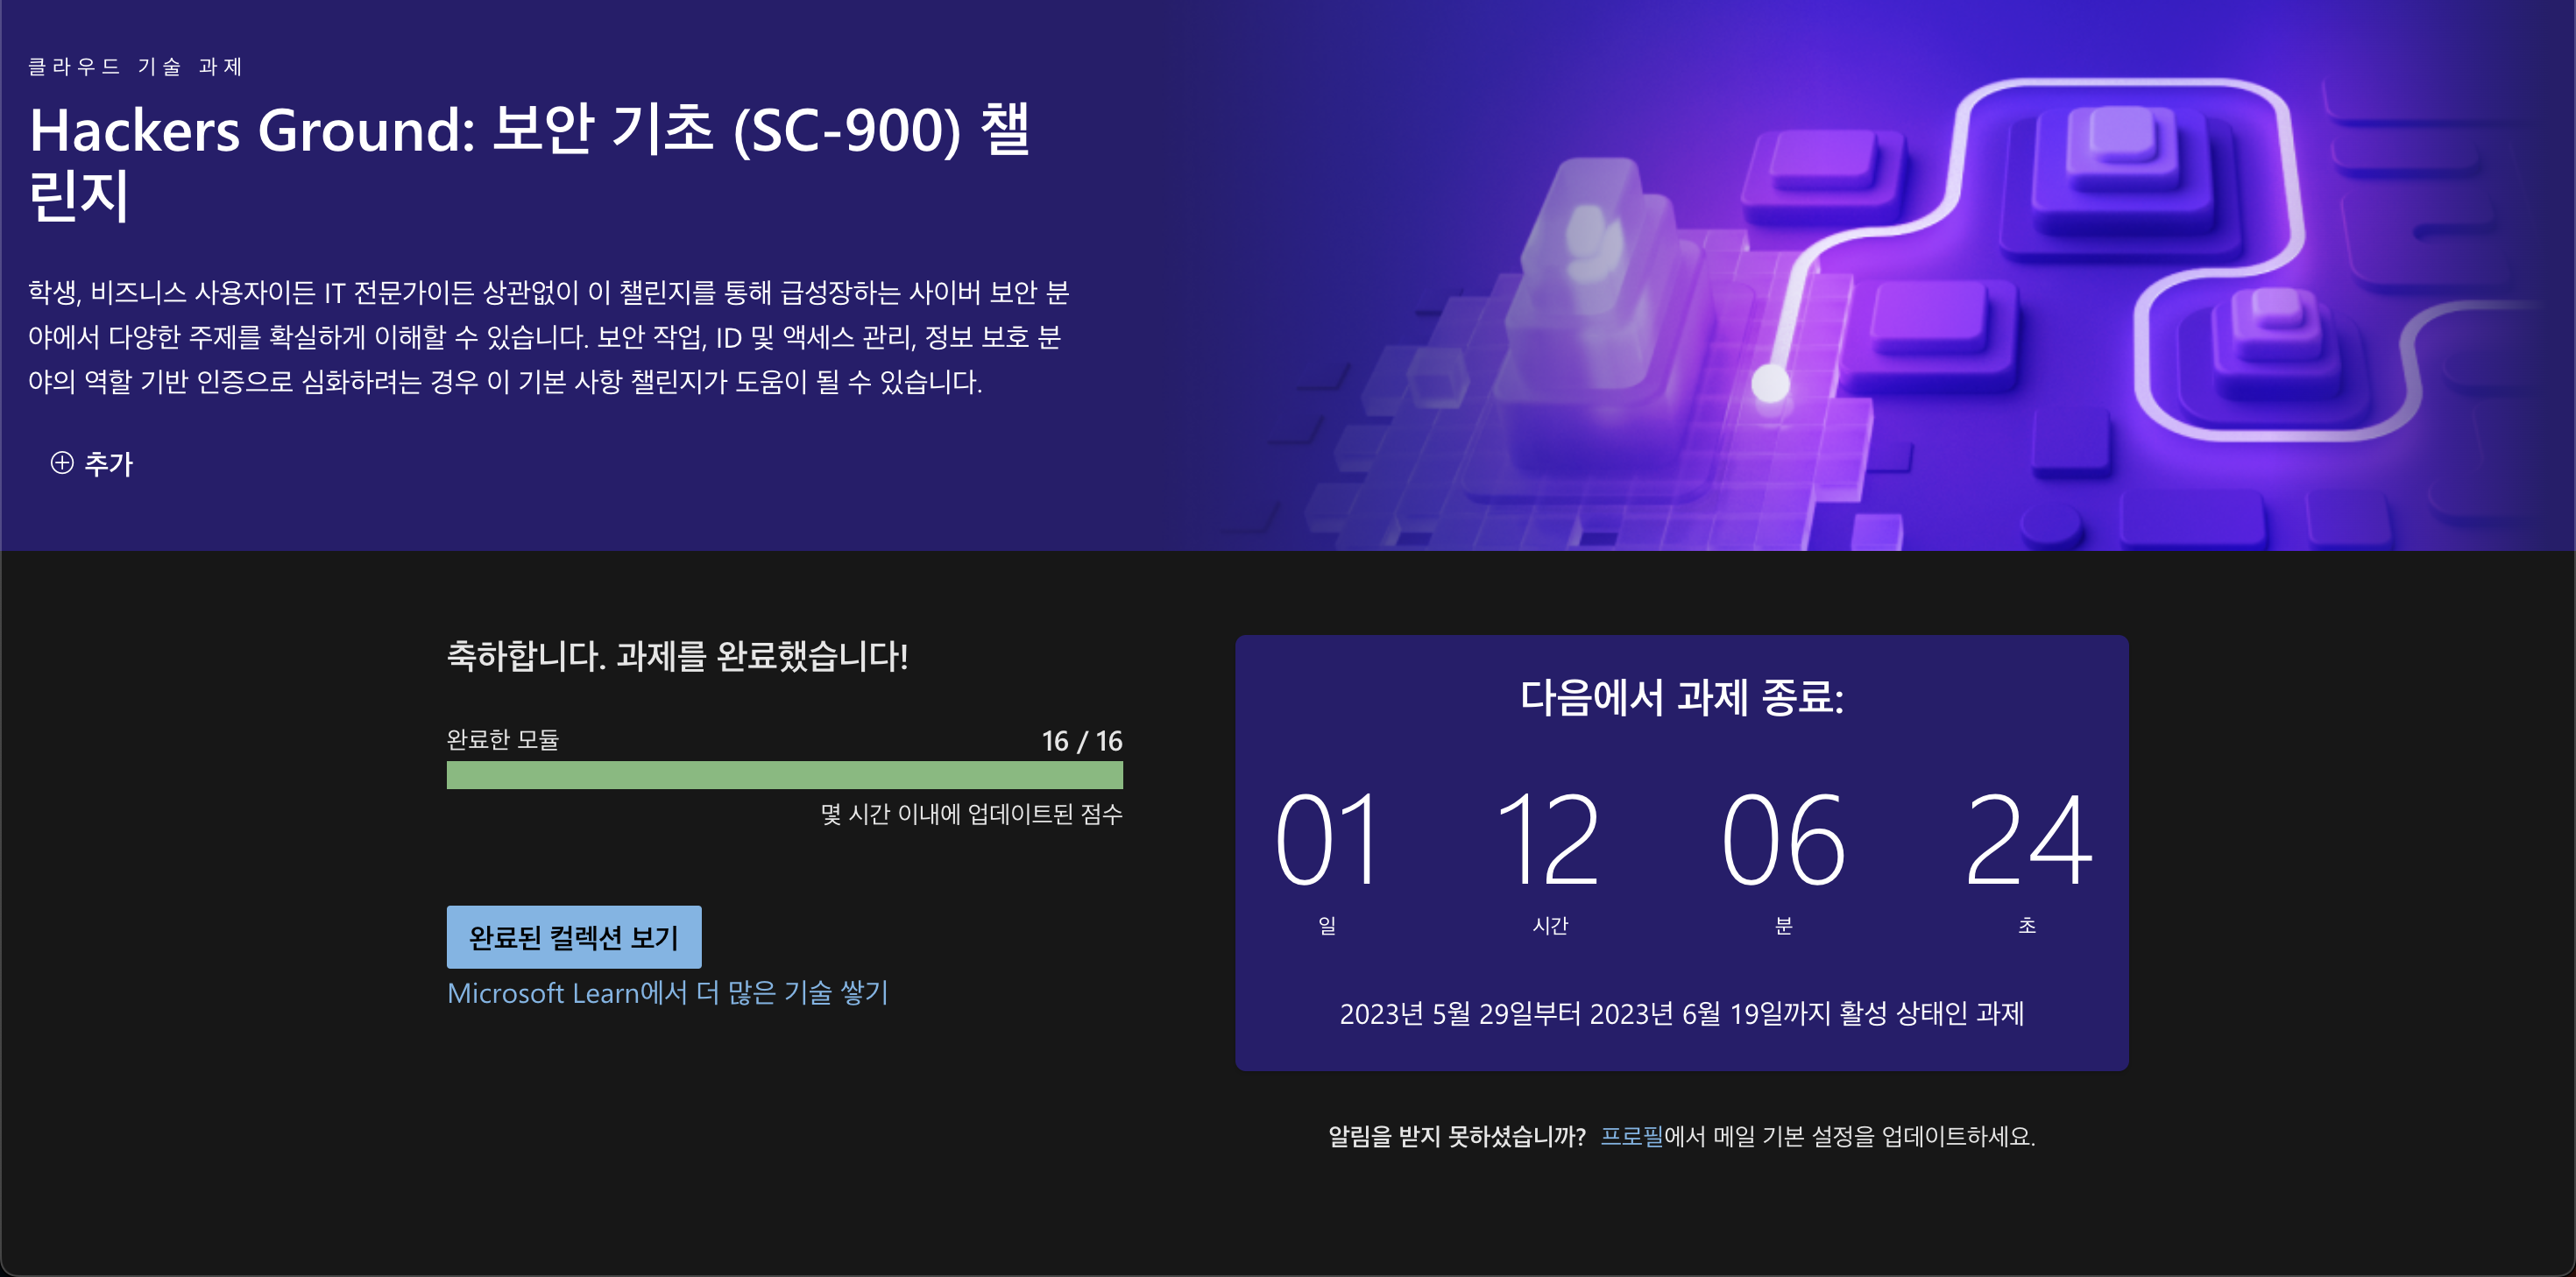 클라우드 기술 과제
Hackers Ground: 보안 기초 (SC-900) 챌
린지
학생, 비즈니스 사용자이든 IT 전문가이든 상관없이 이 챌린지를 통해 급성장하는 사이버 보안 분
야에서 다양한 주제를 확실하게 이해할 수 있습니다. 보안 작업, ID 및 액세스 관리, 정보 보호 분
야의 역할 기반 인증으로 심화하려는 경우 이 기본 사항 챌린지가 도움이 될 수 있습니다.
추가
축하합니다. 과제를 완료했습니다!
완료한 모듈 16 / 16
몇 시간 이내에 업데이트된 점수
완료된 컬렉션 보기
Microsoft Learn에서 더 많은 기술 쌓기
다음에서 과제 종료:
01 12 06 24
일 시간 분 초
2023년 5월 29일부터 2023년 6월 19일까지 활성 상태인 과제
알림을 받지 못하셨습니까? 프로필에서 메일 기본 설정을 업데이트하세요.